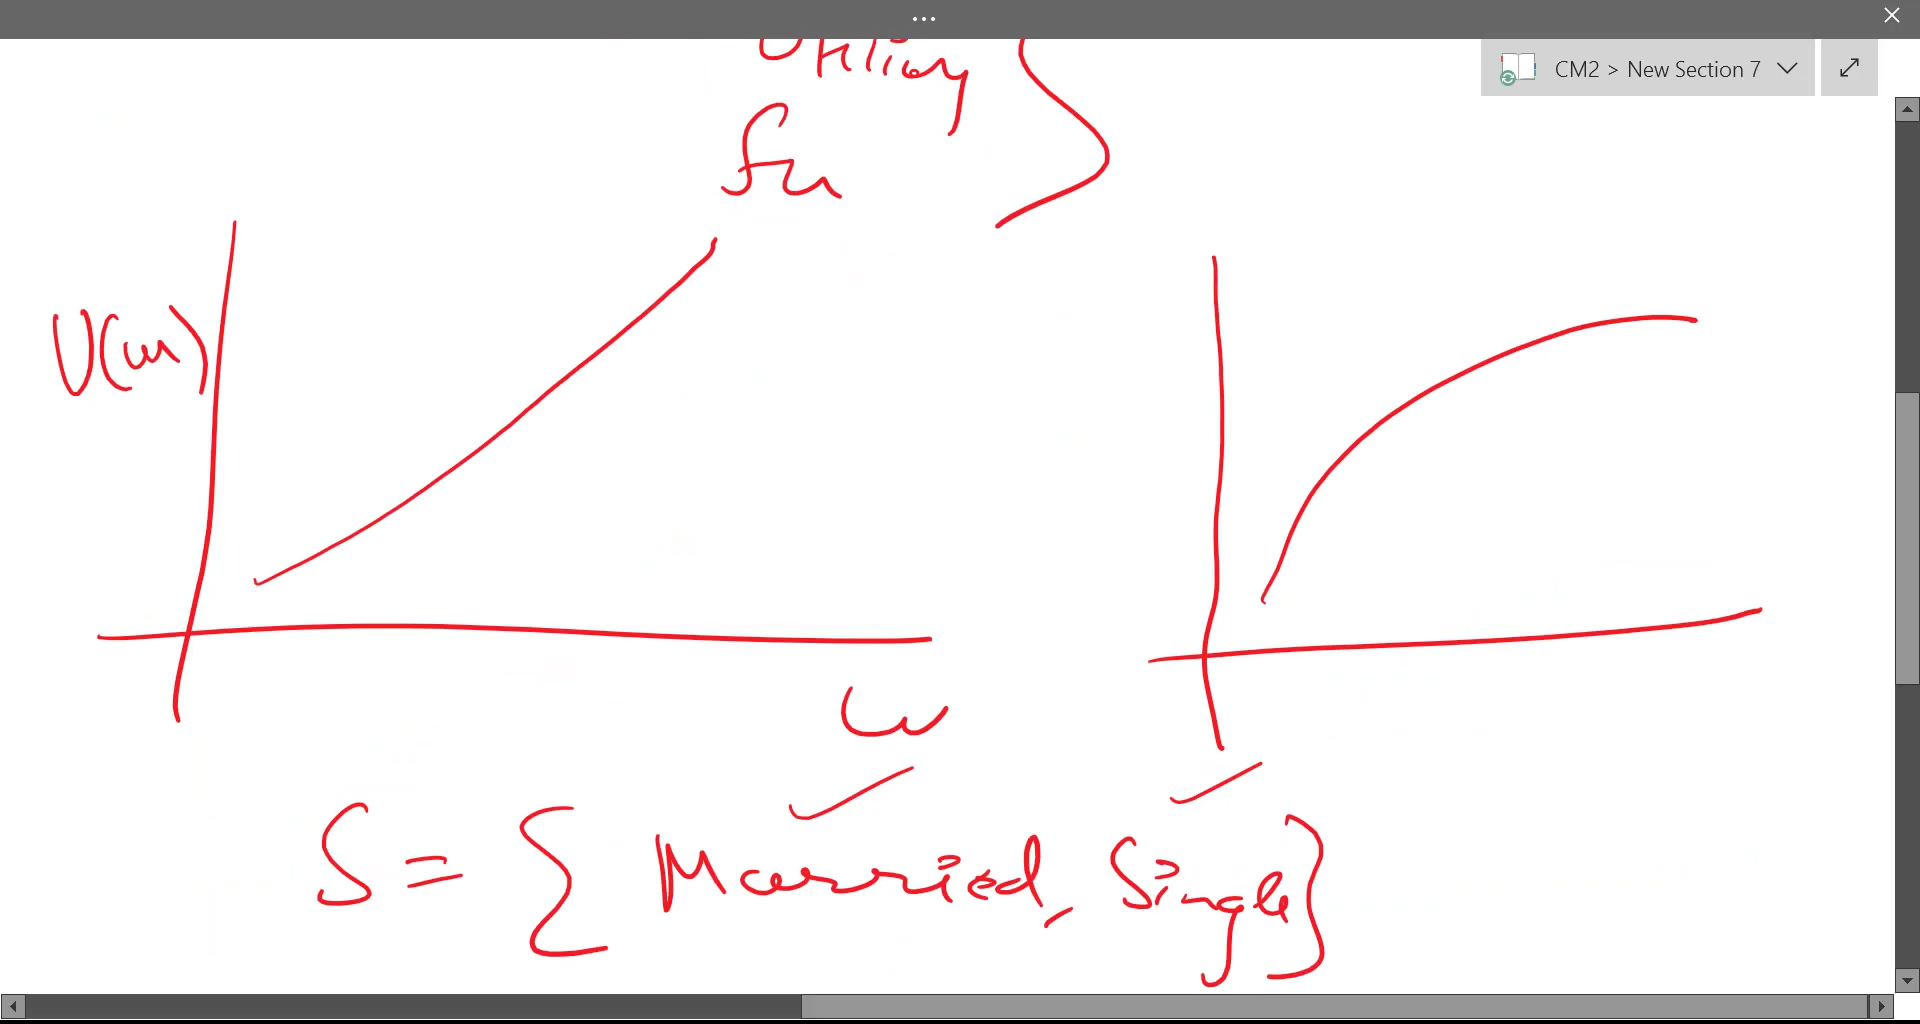 ...
CM2 > New Section 7
Utility
fn
U(w)
w
S = { Married, Single }